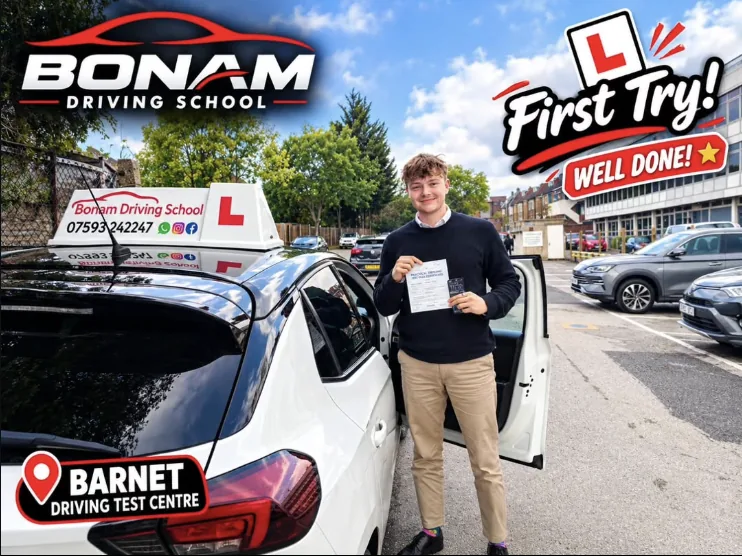 BONAM
DRIVING SCHOOL
L
First Try!
WELL DONE!
Bonam Driving School
07593 242247
L
BARNET
DRIVING TEST CENTRE